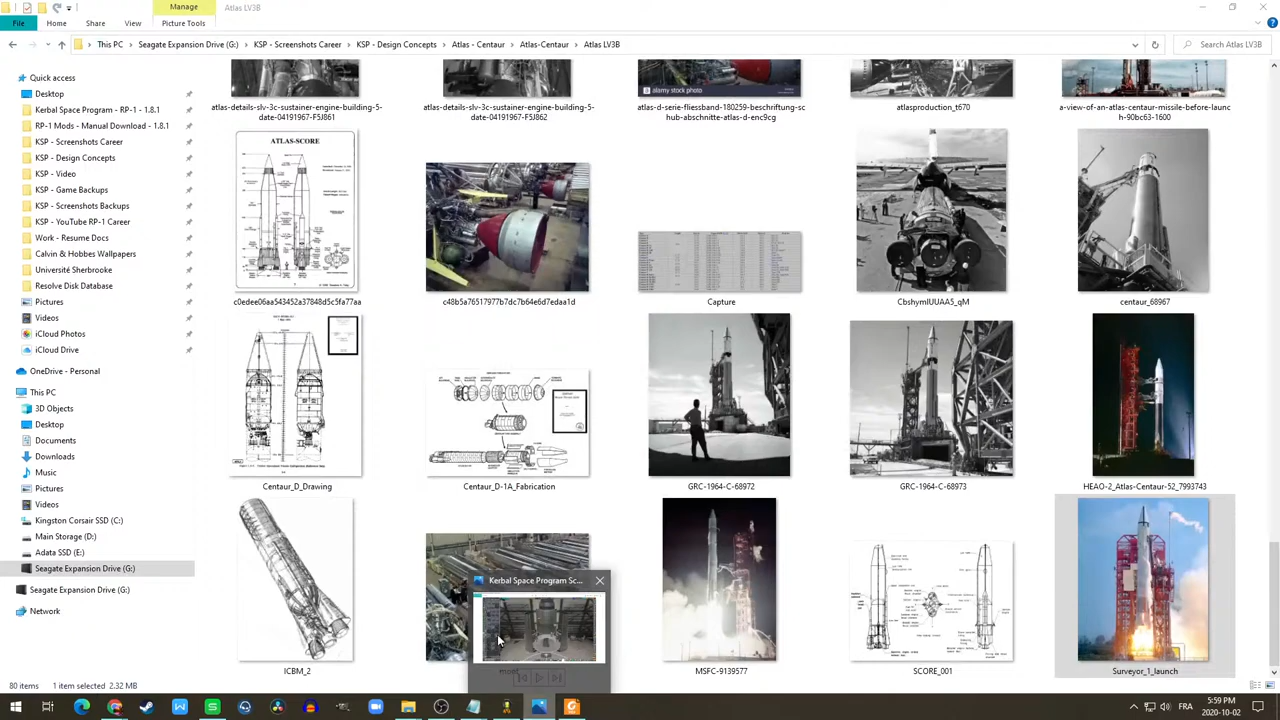 Manage
Atlas LV3B
File
Home
Share
View
Picture Tools
This PC
Seagate Expansion Drive (G:)
KSP - Screenshots Career
KSP - Design Concepts
Atlas - Centaur
Atlas-Centaur
Atlas LV3B
Search Atlas LV3B
Quick access
Desktop
Kerbal Space Program - RP-1 - 1.8.1
RP-1 Mods - Manual Download - 1.8.1
KSP - Screenshots Career
KSP - Design Concepts
KSP - Video
KSP - Game Backups
KSP - Screenshots Backups
KSP - YouTube RP-1 Career
Work - Resume Docs
Calvin & Hobbes Wallpapers
Université Sherbrooke
Resolve Disk Database
Pictures
Videos
iCloud Photos
iCloud Drive
OneDrive - Personal
This PC
3D Objects
Desktop
Documents
Downloads
Music
Pictures
Videos
Kingston Corsair SSD (C:)
Main Storage (D:)
Adata SSD (E:)
Seagate Expansion Drive (G:)
Seagate Expansion Drive (G:)
Network
alamy stock photo
atlas-details-slv-3c-sustainer-engine-building-5-
date-04191967-F5J861
atlas-details-slv-3c-sustainer-engine-building-5-
date-04191967-F5J862
atlas-d-serie-fliessband-180259-beschriftung-sc
hub-abschnitte-atlas-d-enc9cg
atlasproduction_t670
a-view-of-an-atlas-centaur-missile-before-launc
h-90bc63-1600
ATLAS-SCORE
c0edee06aa543452a37848d5c5fa77aa
c48b5a76517977b7dc7b64e6d7edaa1d
Capture
CbshymIUUAA5_qM
centaur_68967
Centaur_D_Drawing
Centaur_D-1A_Fabrication
GRC-1964-C-68972
GRC-1964-C-68973
HEAO-2_Atlas-Centaur-52_7993743
Kerbal Space Program Sc...
ICBM_2
MSFC-9139577
SCORE_001
Surveyor_1_launch
80 items
1 item selected
2.32 MB
FRA
5:59 PM
2020-10-02